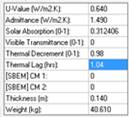 U-Value (W/m2.K): 0.640
Admittance (W/m2.K): 1.490
Solar Absorption (0-1): 0.312406
Visible Transmittance (0-1): 0
Thermal Decrement (0-1): 0.98
Thermal Lag (hrs): 1.04
[SBEM] CM 1: 0
[SBEM] CM 2: 0
Thickness (m): 0.140
Weight (kg): 40.610